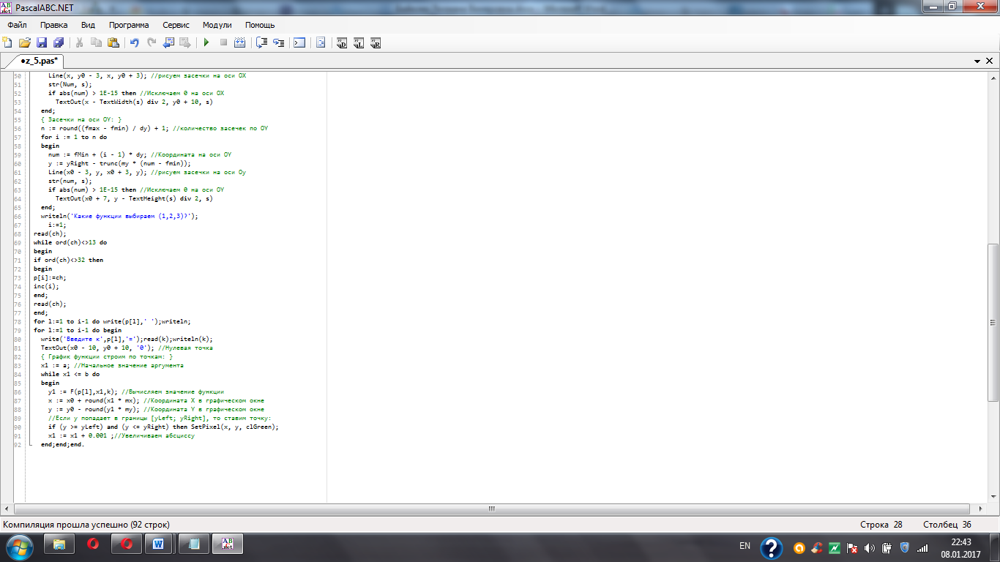 PascalABC.NET
Файл Правка Вид Программа Сервис Модули Помощь
●z_5.pas*
50 Line(x, y0 - 3, x, y0 + 3); //рисуем засечки на оси OX
51 str(Num, s);
52 if abs(num) > 1E-15 then //Исключаем 0 на оси OX
53 TextOut(x - TextWidth(s) div 2, y0 + 10, s)
54 end;
55 { Засечки на оси OY: }
56 n := round((fmax - fmin) / dy) + 1; //количество засечек по OY
57 for i := 1 to n do
58 begin
59 num := fMin + (i - 1) * dy; //Координата на оси OY
60 y := yRight - trunc(my * (num - fmin));
61 Line(x0 - 3, y, x0 + 3, y); //рисуем засечки на оси Oy
62 str(num, s);
63 if abs(num) > 1E-15 then //Исключаем 0 на оси OY
64 TextOut(x0 + 7, y - TextHeight(s) div 2, s)
65 end;
66 writeln('Какие функции выбираем (1,2,3)?');
67 i:=1;
68 read(ch);
69 while ord(ch)<>13 do
70 begin
71 if ord(ch)<>32 then
72 begin
73 p[i]:=ch;
74 inc(i);
75 end;
76 read(ch);
77 end;
78 for l:=1 to i-1 do write(p[l],' ');writeln;
79 for l:=1 to i-1 do begin
80 write('Введите к',p[l],'=');read(k);writeln(k);
81 TextOut(x0 - 10, y0 + 10, '0'); //Нулевая точка
82 { График функции строим по точкам: }
83 x1 := a; //Начальное значение аргумента
84 while x1 <= b do
85 begin
86 y1 := F(p[l],x1,k); //Вычисляем значение функции
87 x := x0 + round(x1 * mx); //Координата X в графическом окне
88 y := y0 - round(y1 * my); //Координата Y в графическом окне
89 //Если y попадает в границы [yLeft; yRight], то ставим точку:
90 if (y >= yLeft) and (y <= yRight) then SetPixel(x, y, clGreen);
91 x1 := x1 + 0.001 ;//Увеличиваем абсциссу
92 end;end;end.
Компиляция прошла успешно (92 строк) Строка 28 Столбец 36
EN 22:43
08.01.2017